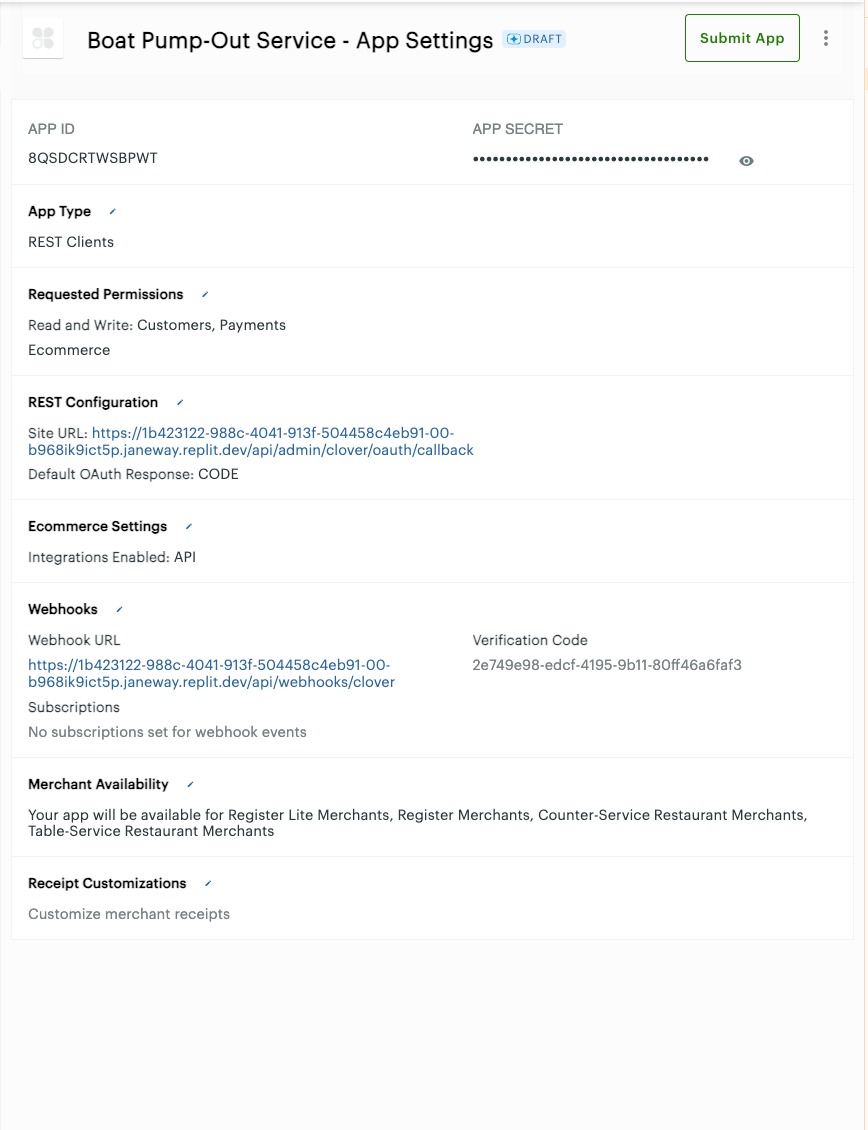 Boat Pump-Out Service - App Settings
DRAFT
Submit App
APP ID
APP SECRET
8QSDCRTWSBPWT
••••••••••••••••••••••••••••••••••••
App Type
REST Clients
Requested Permissions
Read and Write: Customers, Payments
Ecommerce
REST Configuration
Site URL: https://1b423122-988c-4041-913f-504458c4eb91-00-
b968ik9ict5p.janeway.replit.dev/api/admin/clover/oauth/callback
Default OAuth Response: CODE
Ecommerce Settings
Integrations Enabled: API
Webhooks
Webhook URL
Verification Code
https://1b423122-988c-4041-913f-504458c4eb91-00-
2e749e98-edcf-4195-9b11-80ff46a6faf3
b968ik9ict5p.janeway.replit.dev/api/webhooks/clover
Subscriptions
No subscriptions set for webhook events
Merchant Availability
Your app will be available for Register Lite Merchants, Register Merchants, Counter-Service Restaurant Merchants,
Table-Service Restaurant Merchants
Receipt Customizations
Customize merchant receipts